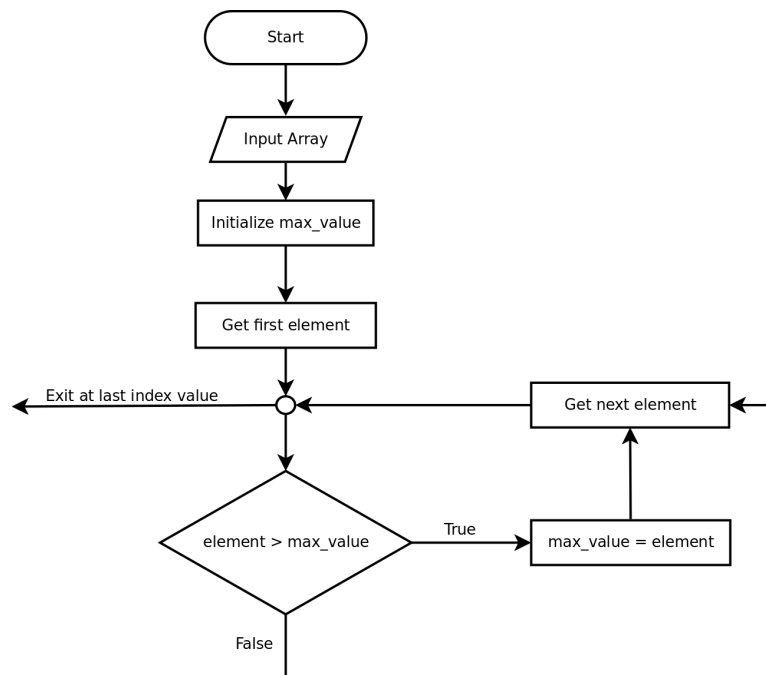 Start
Input Array
Initialize max_value
Get first element
Exit at last index value
Get next element
element > max_value
True
max_value = element
False